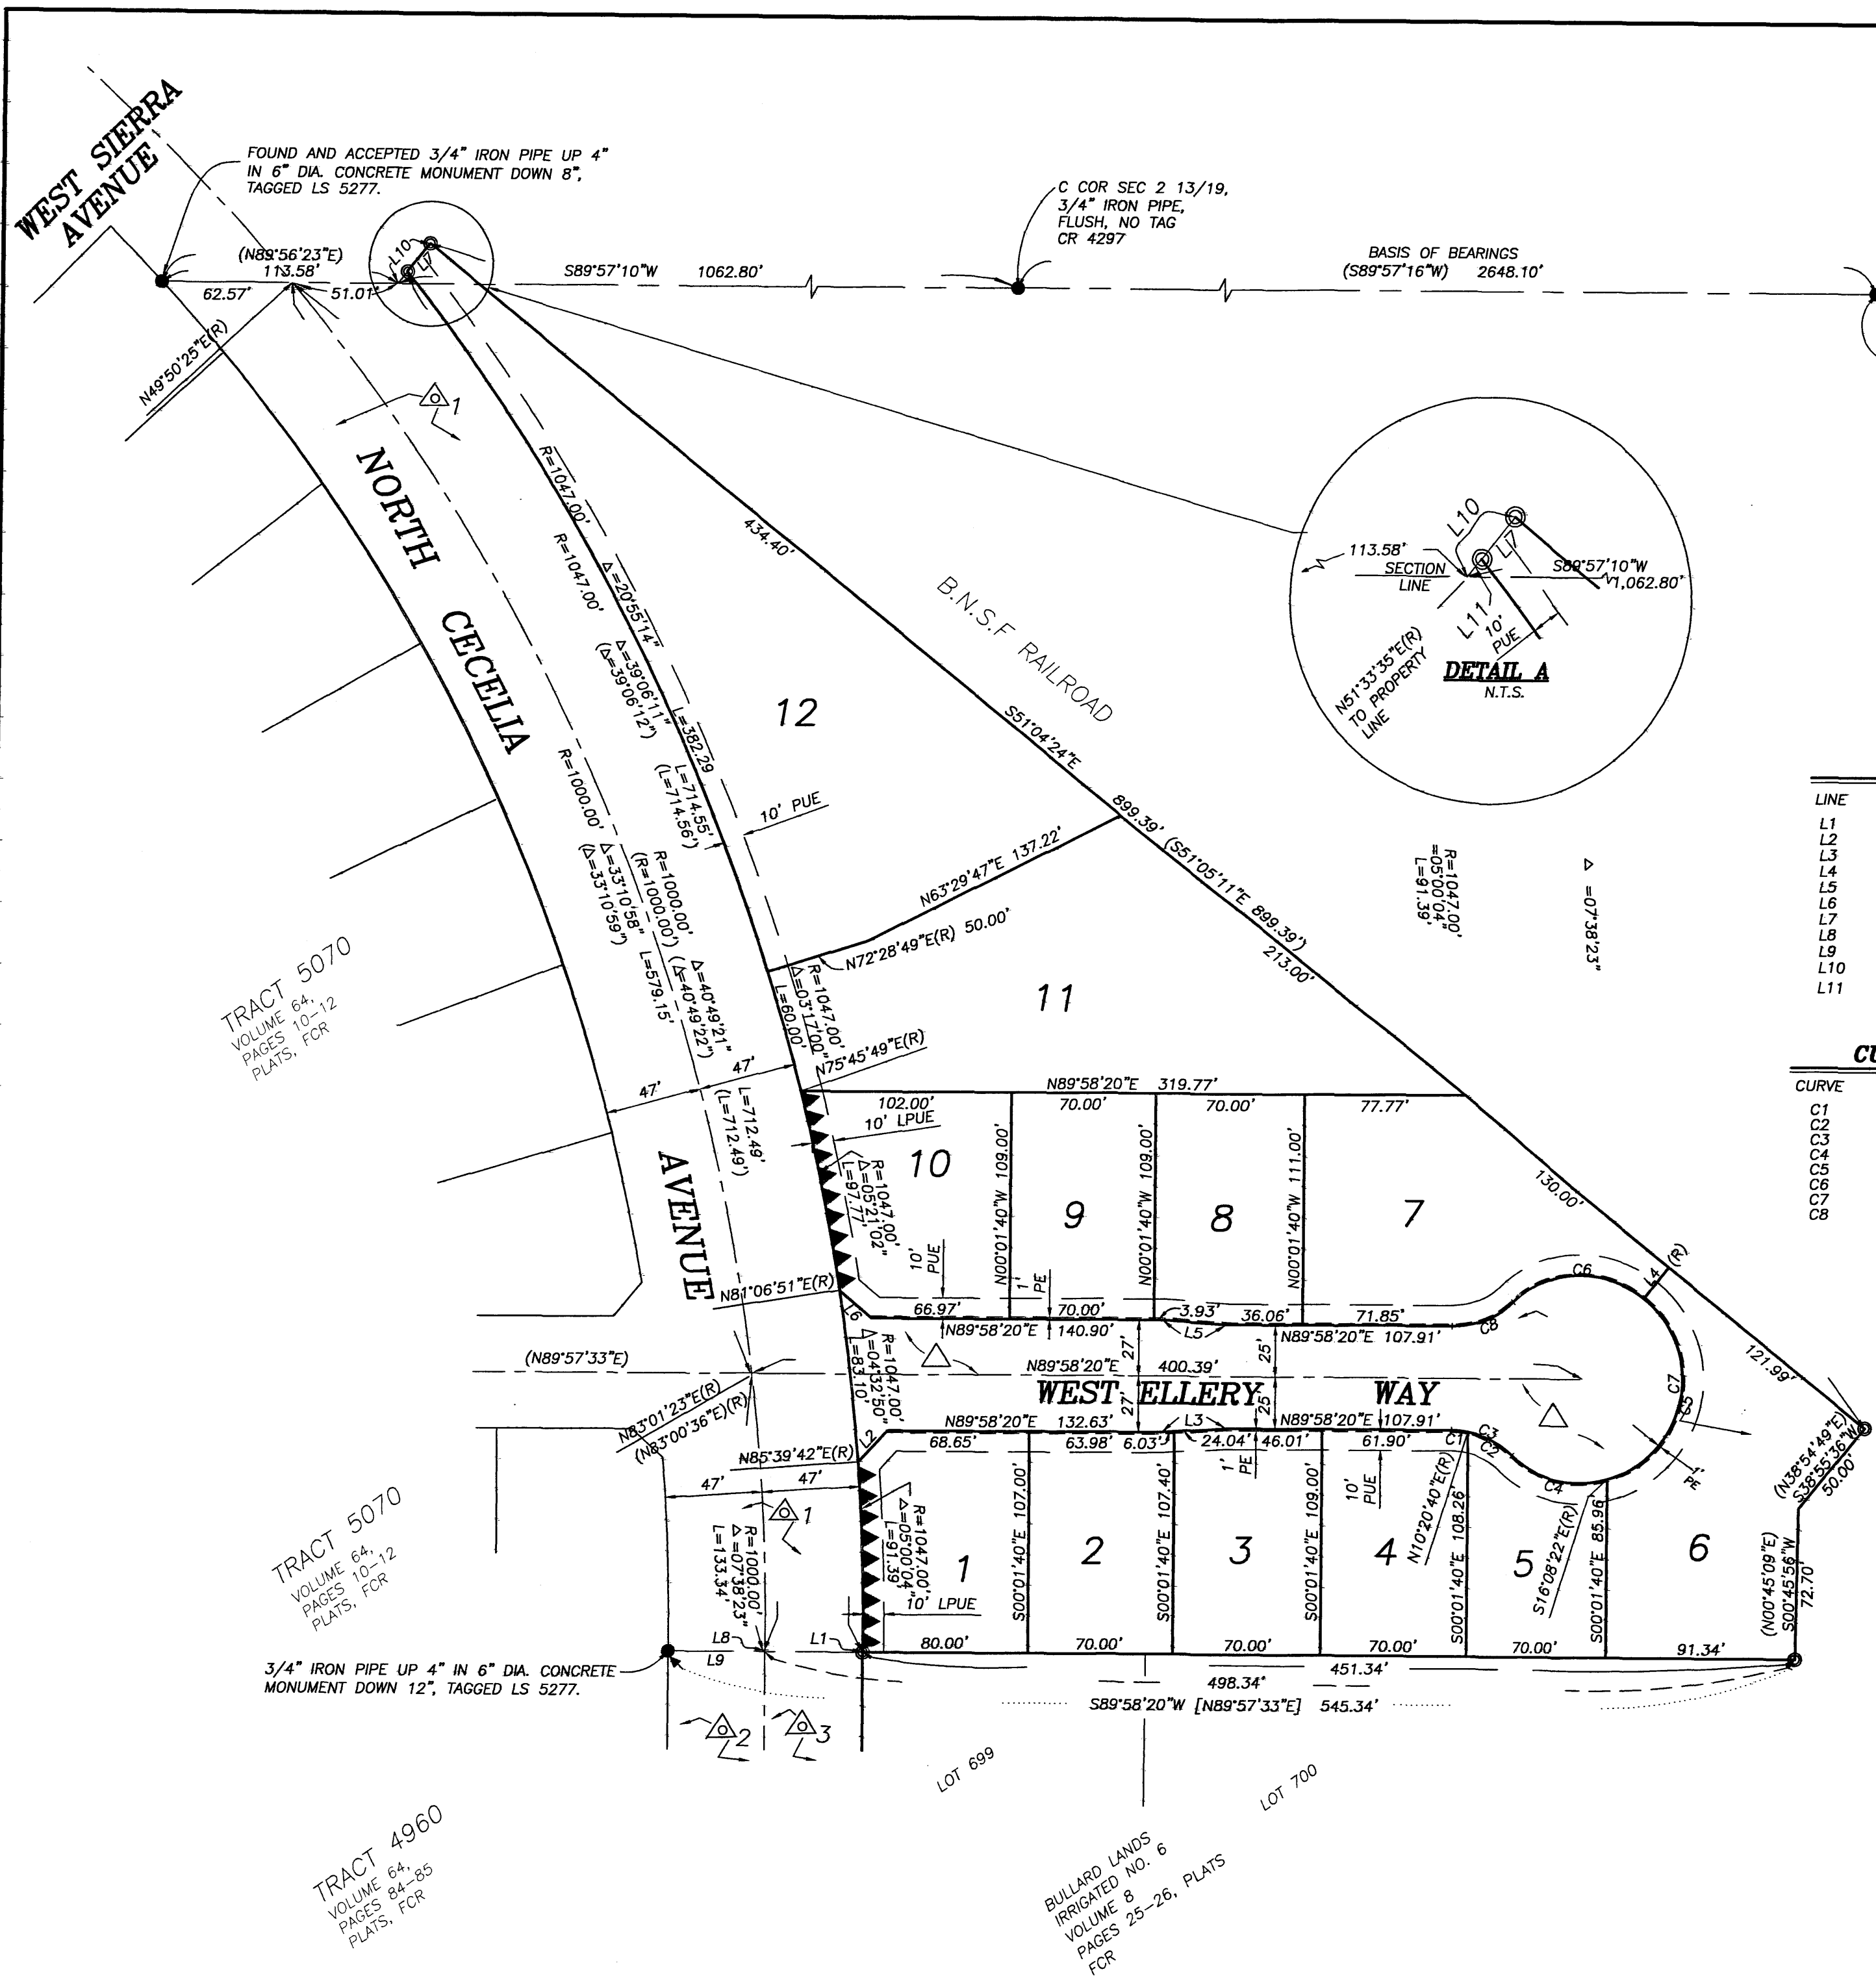 WEST SIERRA
AVENUE
FOUND AND ACCEPTED 3/4" IRON PIPE UP 4"
IN 6" DIA. CONCRETE MONUMENT DOWN 8",
TAGGED LS 5277.
C COR SEC 2 13/19,
3/4" IRON PIPE,
FLUSH, NO TAG
CR 4297
BASIS OF BEARINGS
(S89°57'16"W) 2648.10'
(N89°56'23"E)
113.58'
62.57'
51.01'
L10
L7
S89°57'10"W 1062.80'
N49°50'25"E(R)
1
NORTH CECELIA AVENUE
R=1047.00'
R=1047.00'
Δ=20°55'14"
Δ=39°06'11"
(Δ=39°06'12")
L=382.29
L=714.55'
(L=714.56')
434.40'
B.N.S.F RAILROAD
S51°04'24"E
899.39' (S51°05'11"E 899.39')
213.00'
L10
L7
113.58'
SECTION
LINE
S89°57'10"W
1,062.80'
L11
10'
PUE
N51°33'35"E(R)
TO PROPERTY
LINE
DETAIL A
N.T.S.
12
10' PUE
R=1000.00'
Δ=33°10'58"
(Δ=33°10'59")
L=579.15'
R=1000.00'
(R=1000.00')
Δ=40°49'21"
(Δ=40°49'22")
L=712.49'
(L=712.49')
N63°29'47"E 137.22'
N72°28'49"E(R) 50.00'
R=1047.00'
Δ=03°17'00"
L=60.00'
N75°45'49"E(R)
11
R=1047.00'
=05°00'04"
L=91.39'
Δ =07°38'23"
LINE
L1
L2
L3
L4
L5
L6
L7
L8
L9
L10
L11
CU
CURVE
C1
C2
C3
C4
C5
C6
C7
C8
TRACT 5070
VOLUME 64,
PAGES 10-12
PLATS, FCR
47'
47'
N89°58'20"E 319.77'
102.00'
70.00'
70.00'
77.77'
10' LPUE
10
R=1047.00'
Δ=05°21'02"
L=97.77'
N00°01'40"W 109.00'
9
N00°01'40"W 109.00'
8
N00°01'40"W 111.00'
7
130.00'
10'
PUE
1'
PE
N81°06'51"E(R)
L6
66.97'
70.00'
3.93'
36.06'
71.85'
C8
C6
L4
(R)
N89°58'20"E 140.90'
L5
N89°58'20"E 107.91'
27'
25'
(N89°57'33"E)
N89°58'20"E 400.39'
WEST ELLERY WAY
27'
25'
R=1047.00'
Δ=04°32'50"
L=83.10'
C7
C5
121.99'
N83°01'23"E(R)
(N83°00'36"E)(R)
N85°39'42"E(R)
L2
N89°58'20"E 132.63'
L3
N89°58'20"E 107.91'
68.65'
63.98'
6.03'
24.04'
46.01'
61.90'
C1
C3
C2
C4
1'
PE
10'
PUE
1'
PE
(N38°54'49"E)
S38°55'36"W
50.00'
47'
47'
1
R=1000.00'
Δ=07°38'23"
L=133.34'
R=1047.00'
Δ=05°00'04"
L=91.39'
10' LPUE
1
S00°01'40"E 107.00'
2
S00°01'40"E 107.40'
3
S00°01'40"E 109.00'
4
N10°20'40"E(R)
S00°01'40"E 108.26'
5
S16°08'22"E(R)
S00°01'40"E 85.96'
6
(N00°45'09"E)
S00°45'56"W
72.70'
TRACT 5070
VOLUME 64,
PAGES 10-12
PLATS, FCR
L8
L1
L9
80.00'
70.00'
70.00'
70.00'
70.00'
91.34'
3/4" IRON PIPE UP 4" IN 6" DIA. CONCRETE
MONUMENT DOWN 12", TAGGED LS 5277.
451.34'
498.34'
S89°58'20"W [N89°57'33"E] 545.34'
2
3
LOT 699
LOT 700
TRACT 4960
VOLUME 64,
PAGES 84-85
PLATS, FCR
BULLARD LANDS
IRRIGATED NO. 6
VOLUME 8
PAGES 25-26, PLATS
FCR